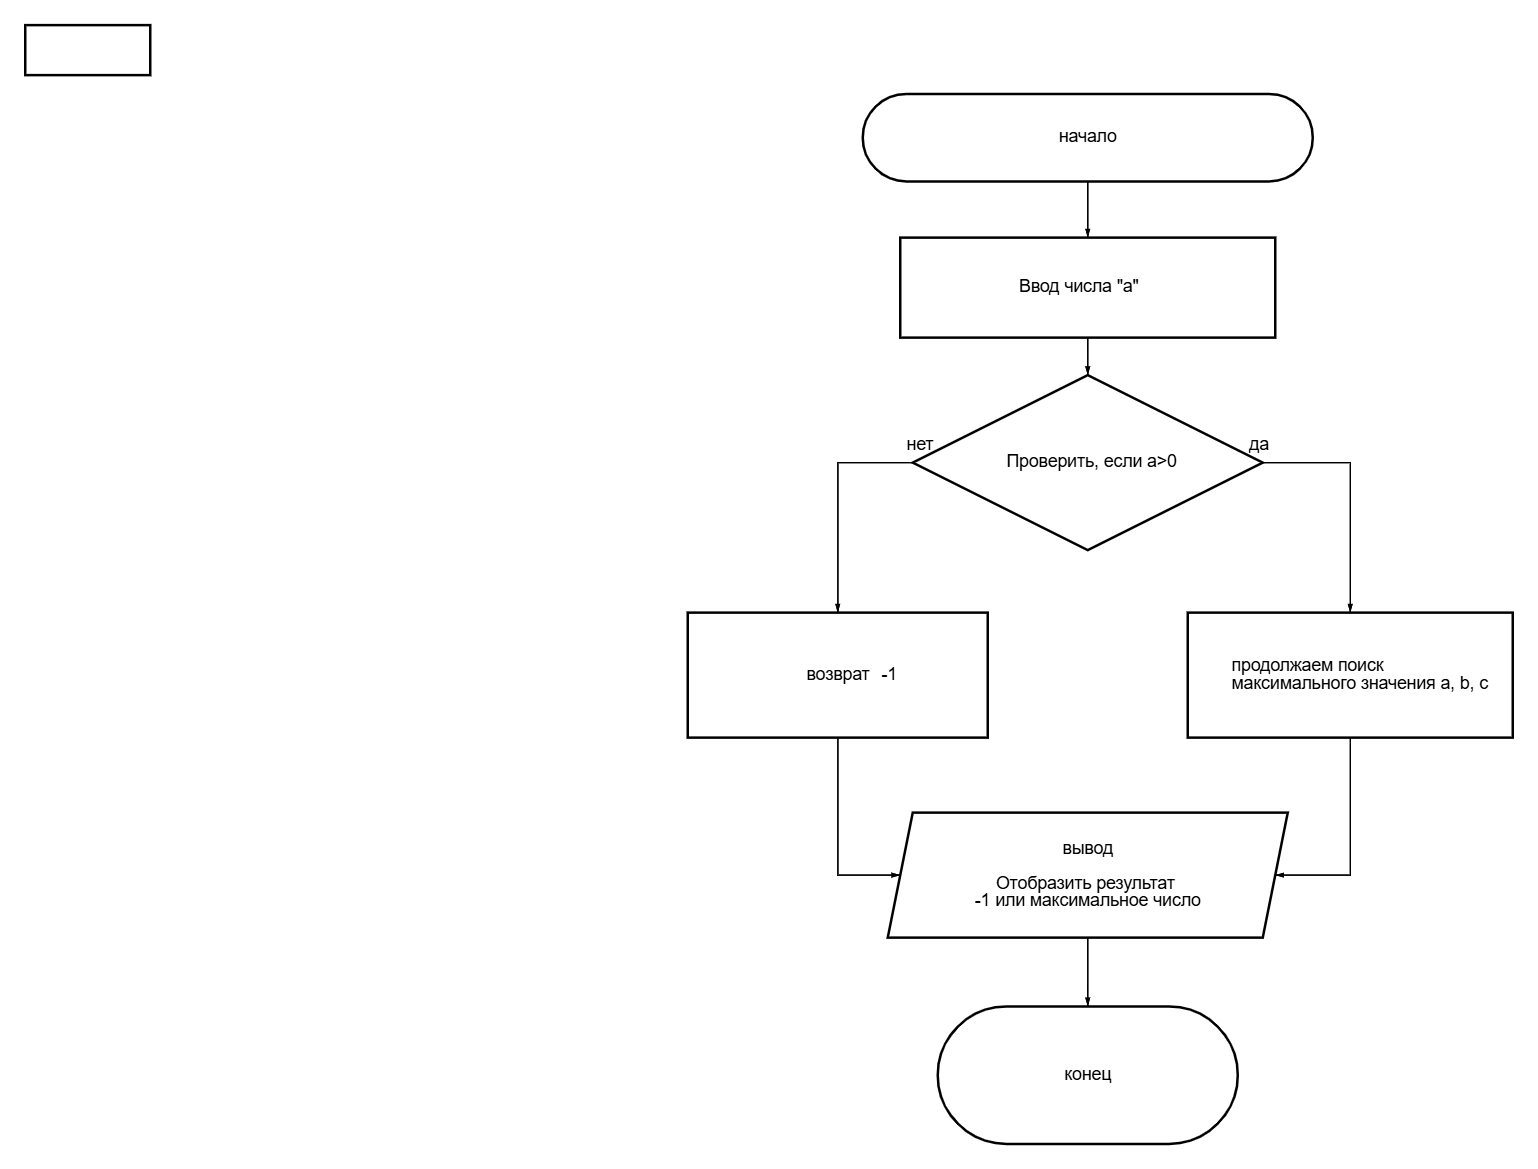 начало
Ввод числа "a"
нет
да
Проверить, если a>0
возврат -1
продолжаем поиск
максимального значения a, b, c
вывод
Отобразить результат
-1 или максимальное число
конец